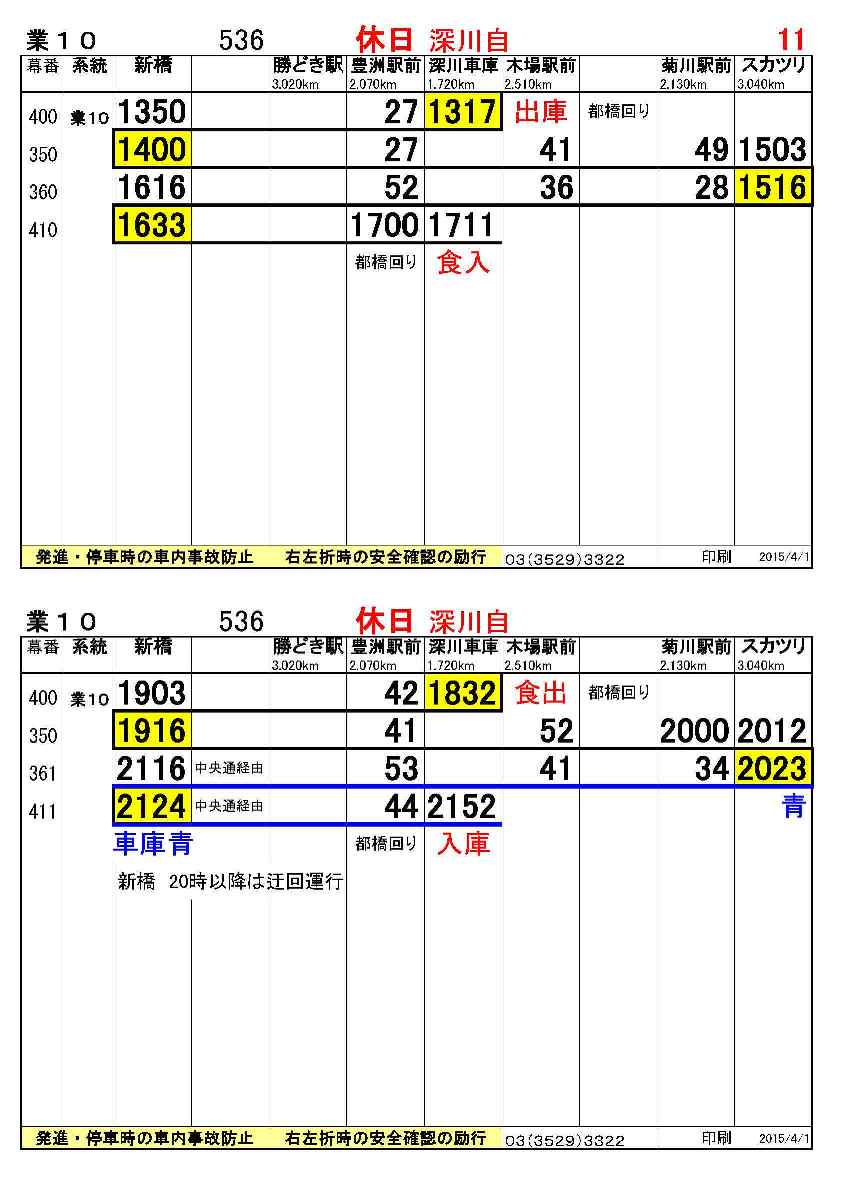 業10 536 休日 深川自 11
幕番 系統 新橋 勝どき駅 豊洲駅前 深川車庫 木場駅前 菊川駅前 スカツリ
3.020km 2.070km 1.720km 2.510km 2.130km 3.040km
400 業10 1350 27 1317 出庫 都橋回り
350 1400 27 41 49 1503
360 1616 52 36 28 1516
410 1633 1700 1711
都橋回り 食入
発進・停車時の車内事故防止 右左折時の安全確認の励行 03(3529)3322 印刷 2015/4/1
業10 536 休日 深川自
幕番 系統 新橋 勝どき駅 豊洲駅前 深川車庫 木場駅前 菊川駅前 スカツリ
3.020km 2.070km 1.720km 2.510km 2.130km 3.040km
400 業10 1903 42 1832 食出 都橋回り
350 1916 41 52 2000 2012
361 2116 中央通経由 53 41 34 2023
411 2124 中央通経由 44 2152 青
車庫青 都橋回り 入庫
新橋 20時以降は迂回運行
発進・停車時の車内事故防止 右左折時の安全確認の励行 03(3529)3322 印刷 2015/4/1